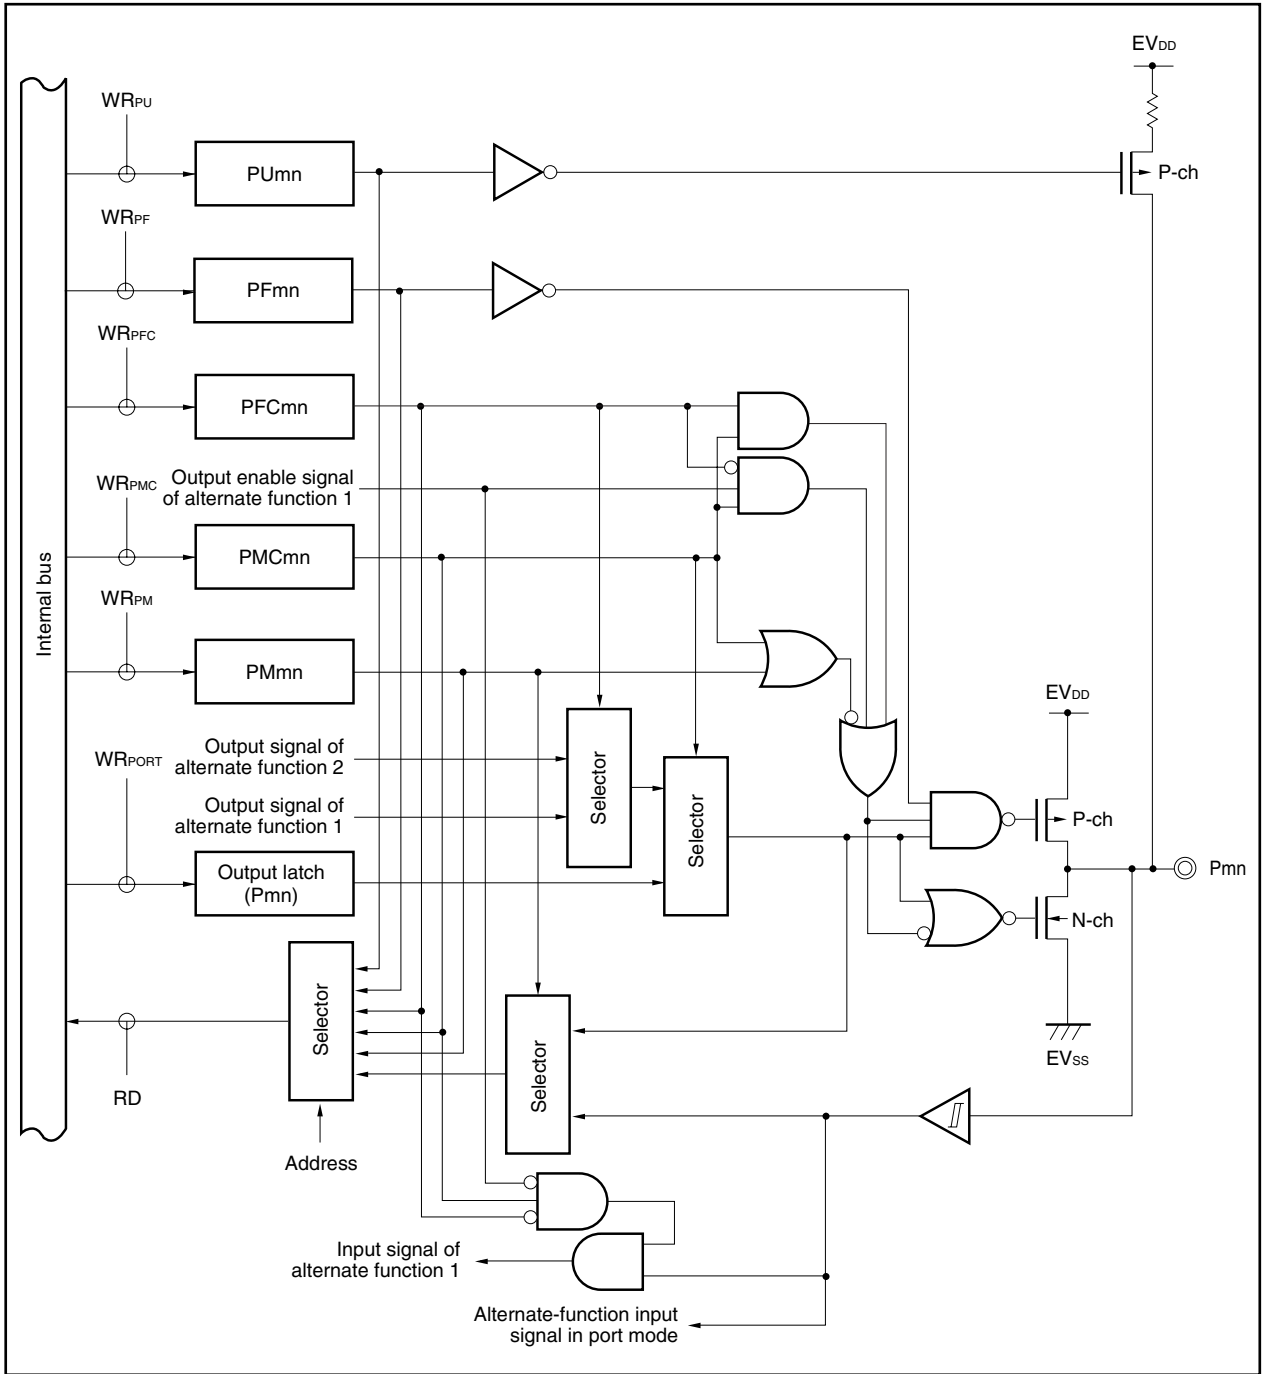 EVDD
WRPU
PUmn
P-ch
WRPF
PFmn
WRPFC
PFCmn
WRPMC
Output enable signal
of alternate function 1
PMCmn
Internal bus
WRPM
PMmn
EVDD
WRPORT
Output signal of
alternate function 2
Selector
Output signal of
alternate function 1
Selector
P-ch
Output latch
(Pmn)
Pmn
N-ch
Selector
Selector
RD
EVSS
Address
Input signal of
alternate function 1
Alternate-function input
signal in port mode